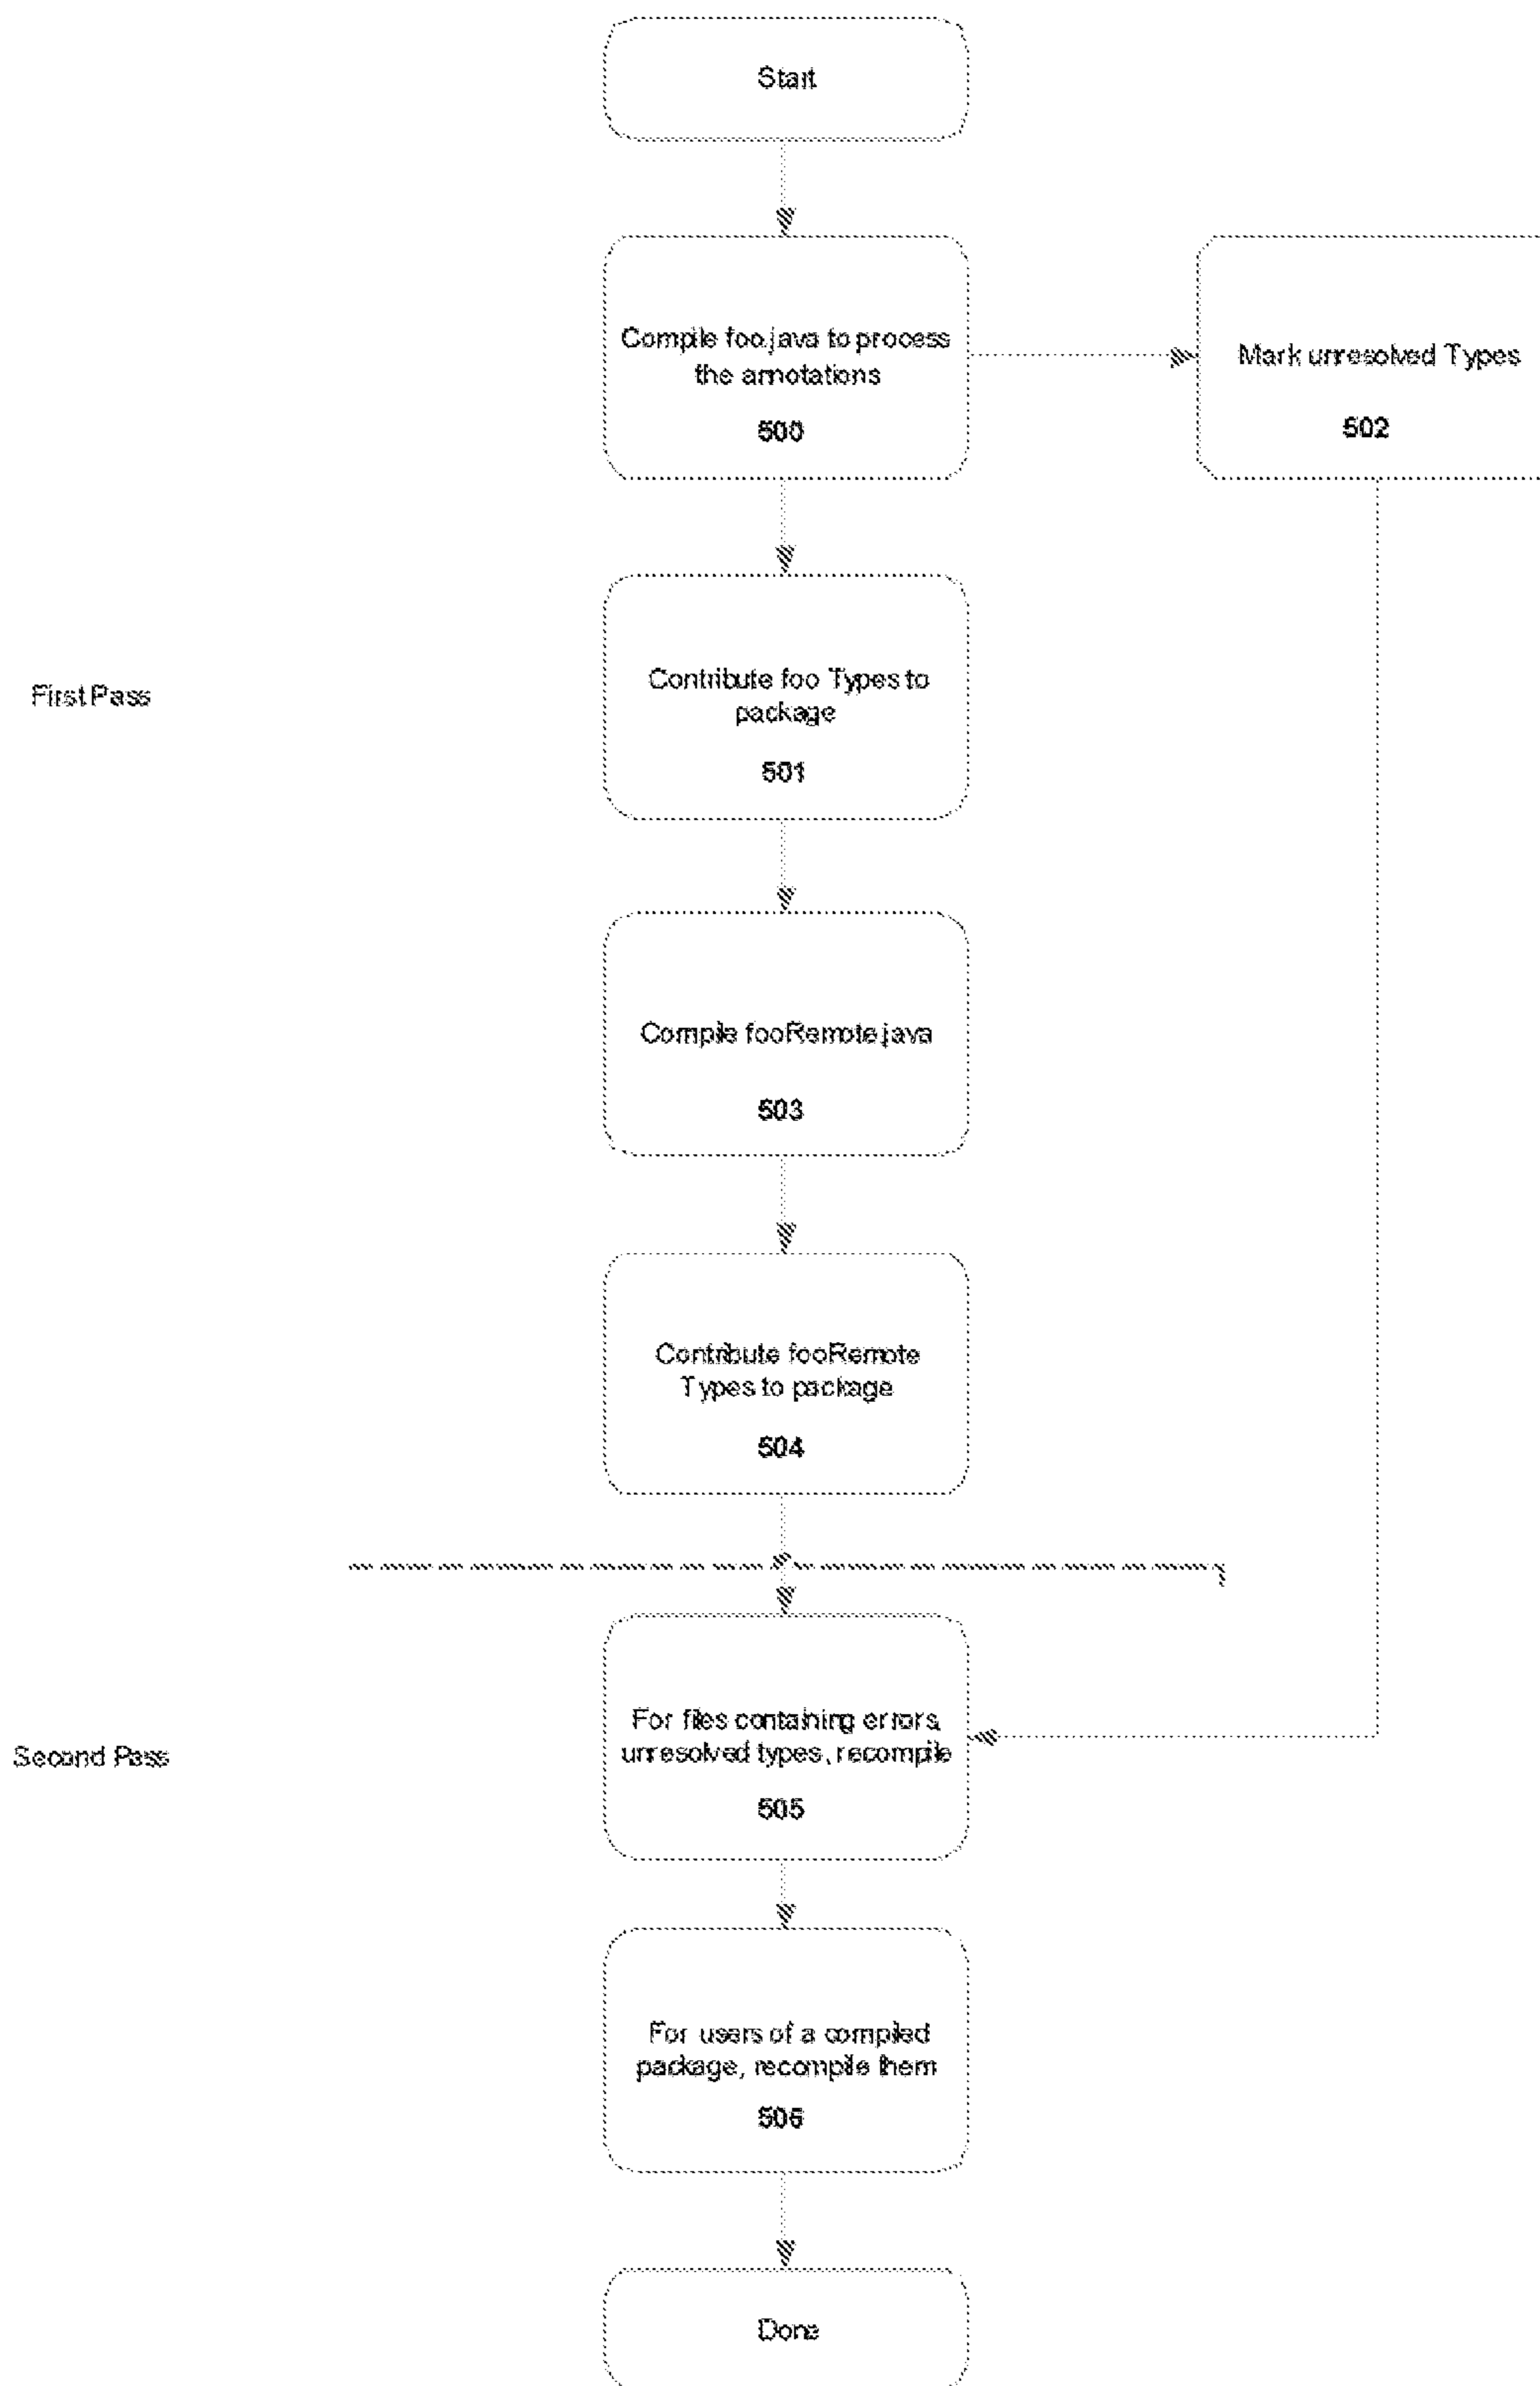 Start
Compile foo.java to process
the annotations
500
Mark unresolved Types
502
Contribute foo Types to
package
501
First Pass
Compile fooRemote.java
503
Contribute fooRemote
Types to package
504
For files containing errors,
unresolved types, recompile
505
Second Pass
For users of a compiled
package, recompile them
506
Done